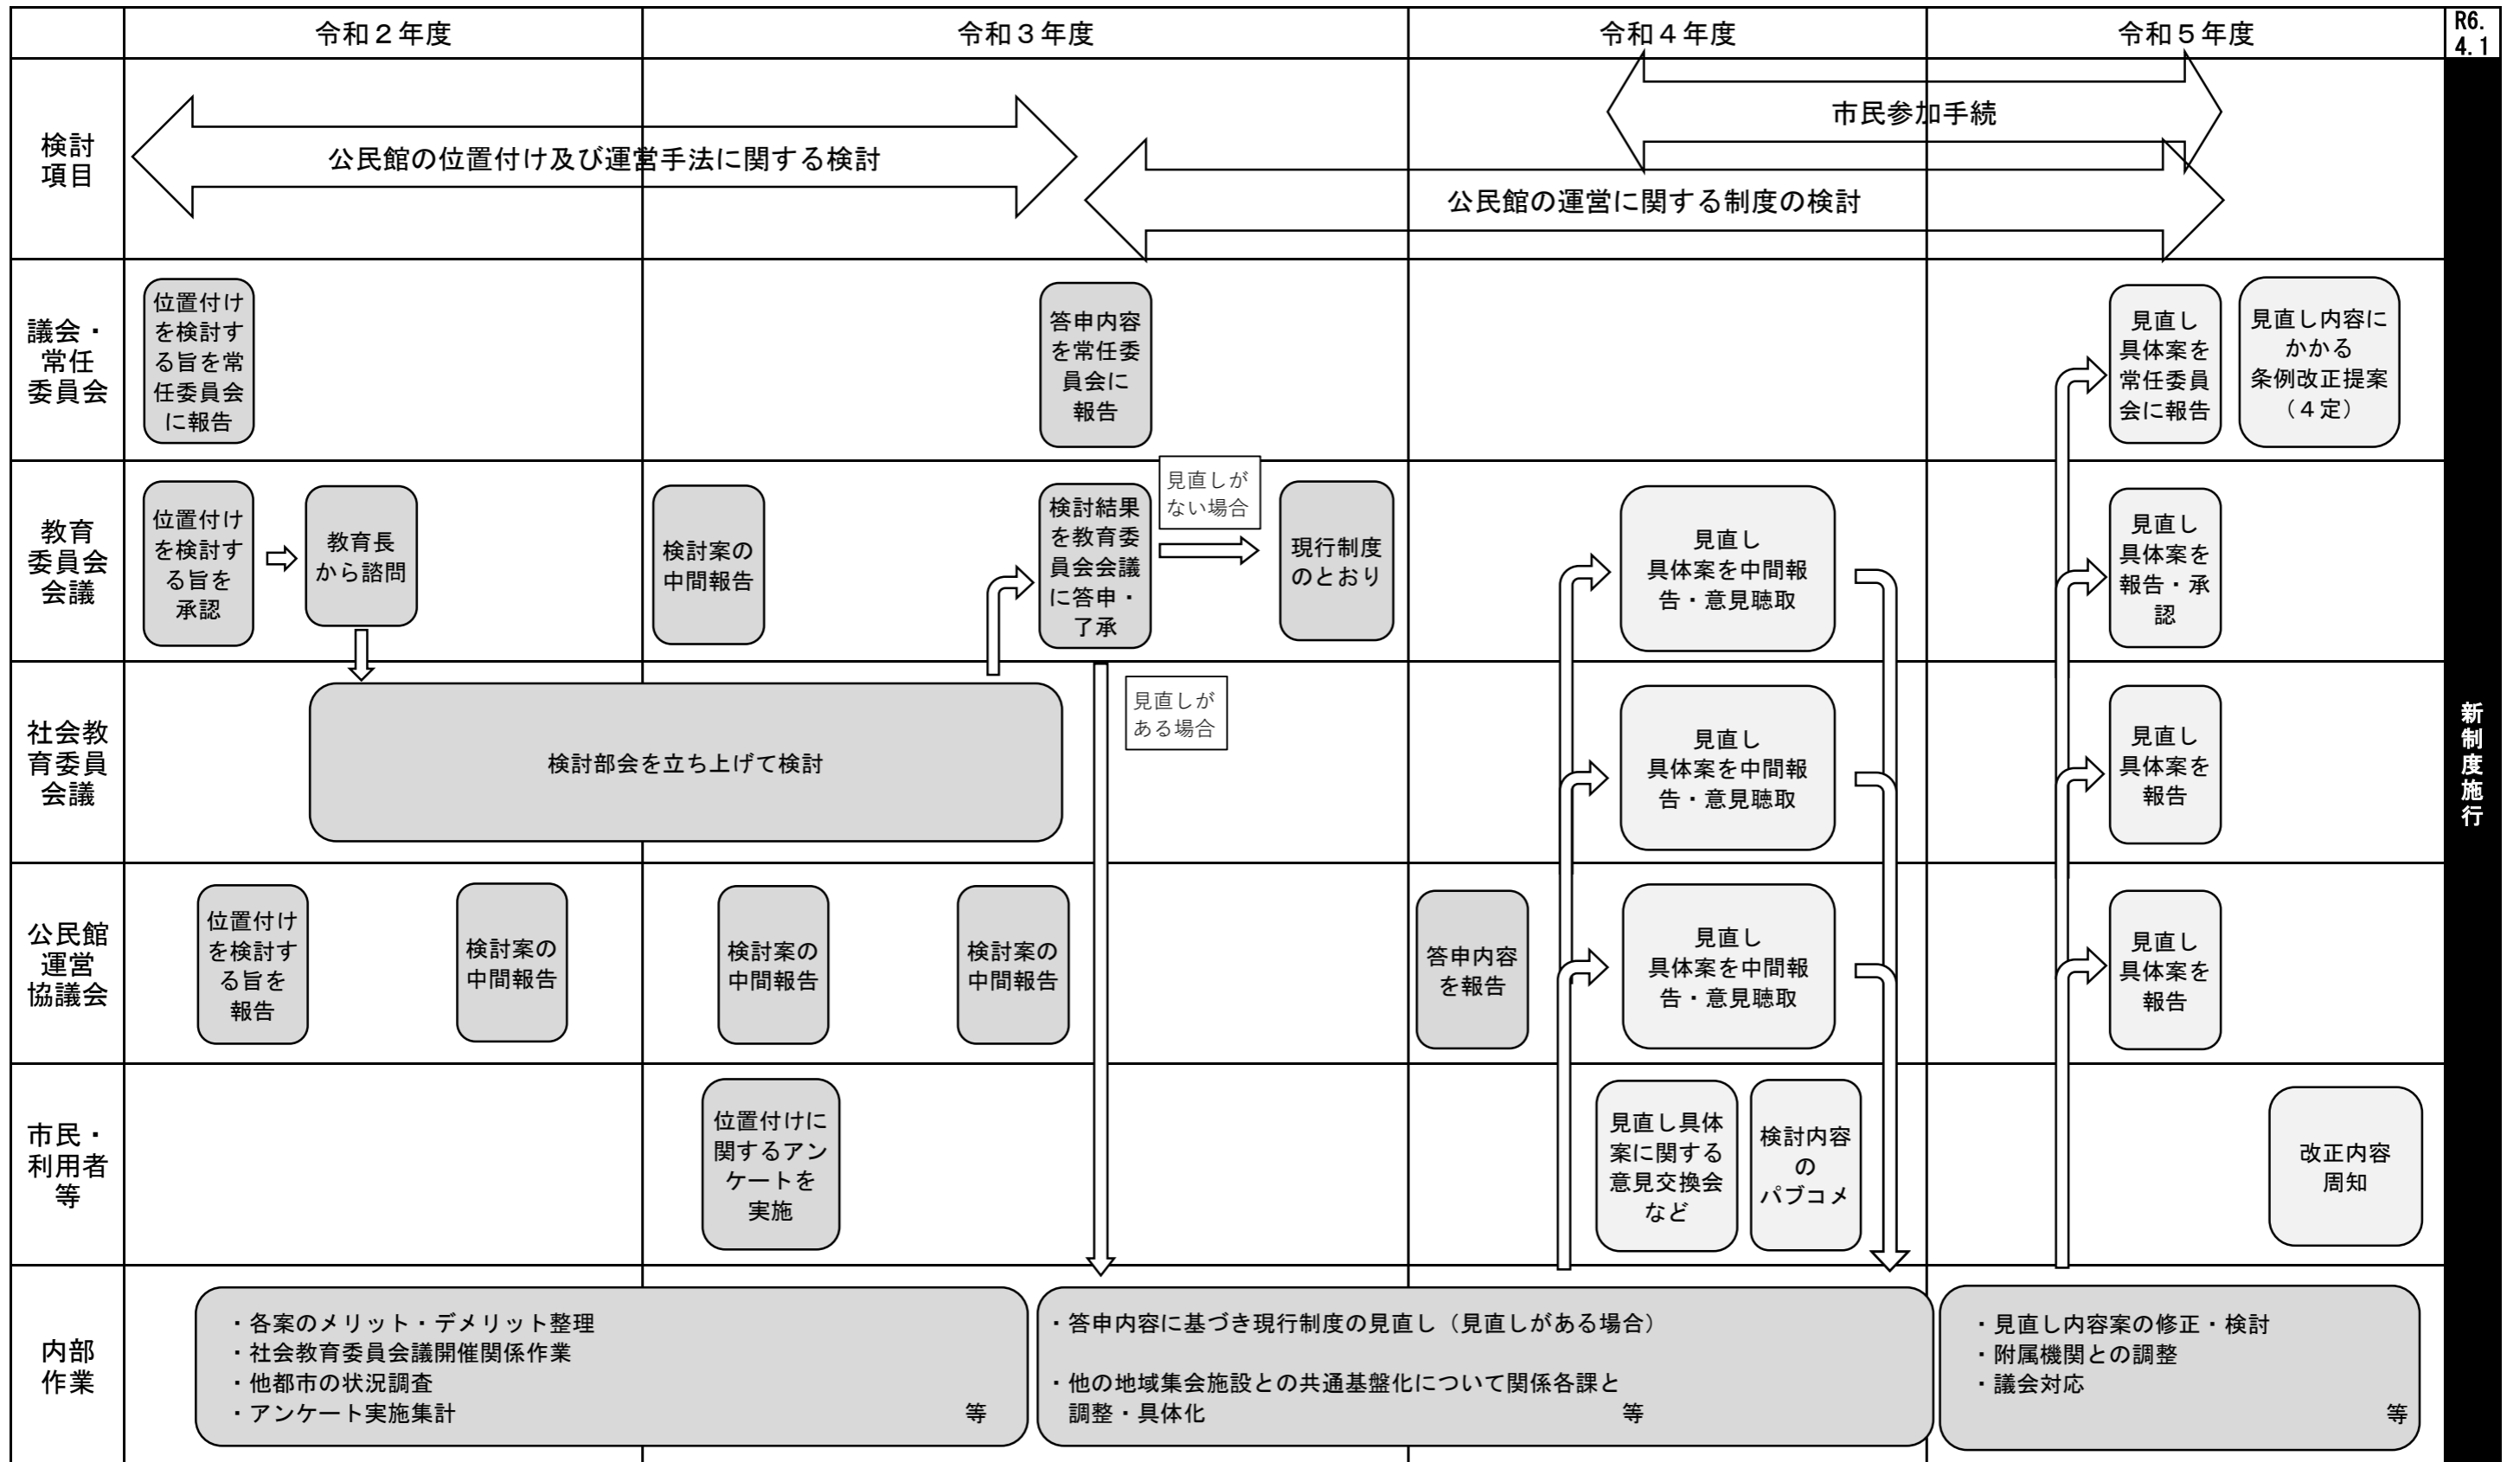 令和２年度
令和３年度
令和４年度
令和５年度
R6.
4.1
検討
項目
公民館の位置付け及び運営手法に関する検討
市民参加手続
公民館の運営に関する制度の検討
議会・
常任
委員会
位置付け
を検討す
る旨を常
任委員会
に報告
答申内容
を常任委
員会に
報告
見直し
具体案を
常任委員
会に報告
見直し内容に
かかる
条例改正提案
（４定）
教育
委員会
会議
位置付け
を検討す
る旨を
承認
教育長
から諮問
検討案の
中間報告
検討結果
を教育委
員会会議
に答申・
了承
見直しが
ない場合
現行制度
のとおり
見直し
具体案を中間報
告・意見聴取
見直し
具体案を
報告・承
認
社会教
育委員
会議
検討部会を立ち上げて検討
見直しが
ある場合
見直し
具体案を中間報
告・意見聴取
見直し
具体案を
報告
公民館
運営
協議会
位置付け
を検討す
る旨を
報告
検討案の
中間報告
検討案の
中間報告
検討案の
中間報告
答申内容
を報告
見直し
具体案を中間報
告・意見聴取
見直し
具体案を
報告
市民・
利用者
等
位置付けに
関するアン
ケートを
実施
見直し具体
案に関する
意見交換会
など
検討内容
の
パブコメ
改正内容
周知
内部
作業
・各案のメリット・デメリット整理
・社会教育委員会議開催関係作業
・他都市の状況調査
・アンケート実施集計 等
・答申内容に基づき現行制度の見直し（見直しがある場合）
・他の地域集会施設との共通基盤化について関係各課と
調整・具体化 等
・見直し内容案の修正・検討
・附属機関との調整
・議会対応
等
新制度施行